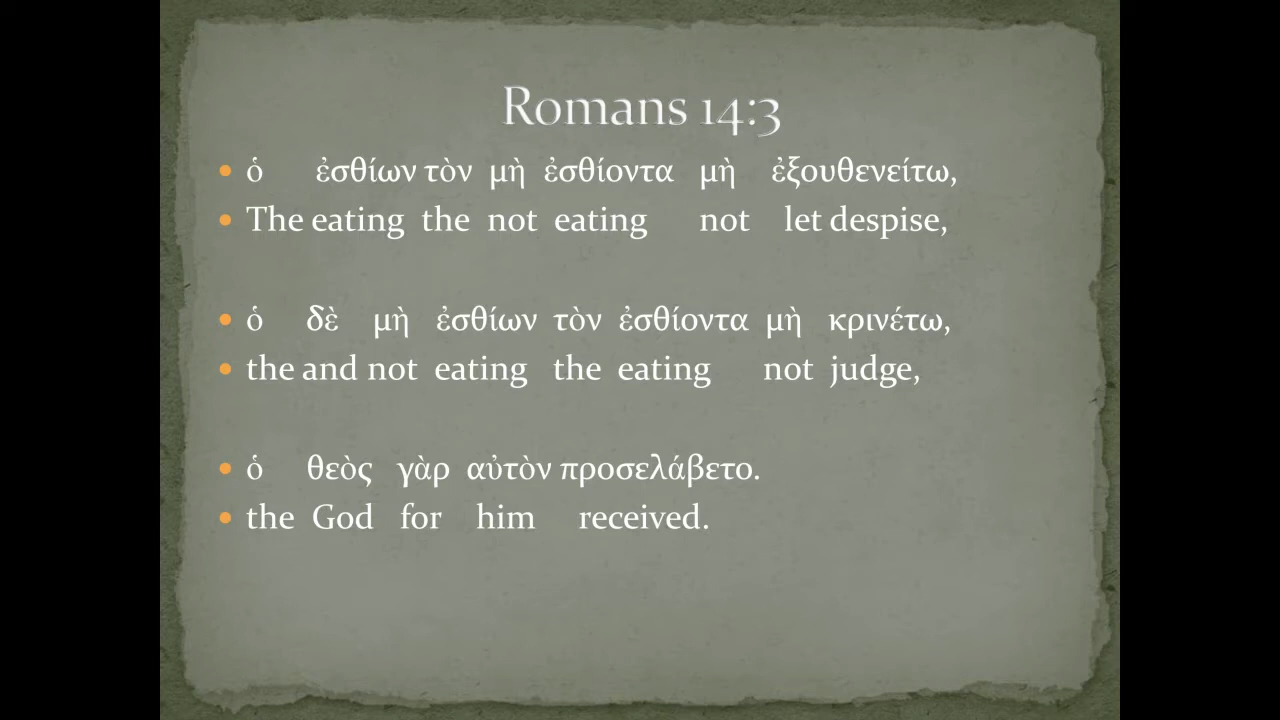 Romans 14:3
• ὁ ἐσθίων τὸν μὴ ἐσθίοντα μὴ ἐξουθενείτω,
• The eating the not eating not let despise,
• ὁ δὲ μὴ ἐσθίων τὸν ἐσθίοντα μὴ κρινέτω,
• the and not eating the eating not judge,
• ὁ θεὸς γὰρ αὐτὸν προσελάβετο.
• the God for him received.